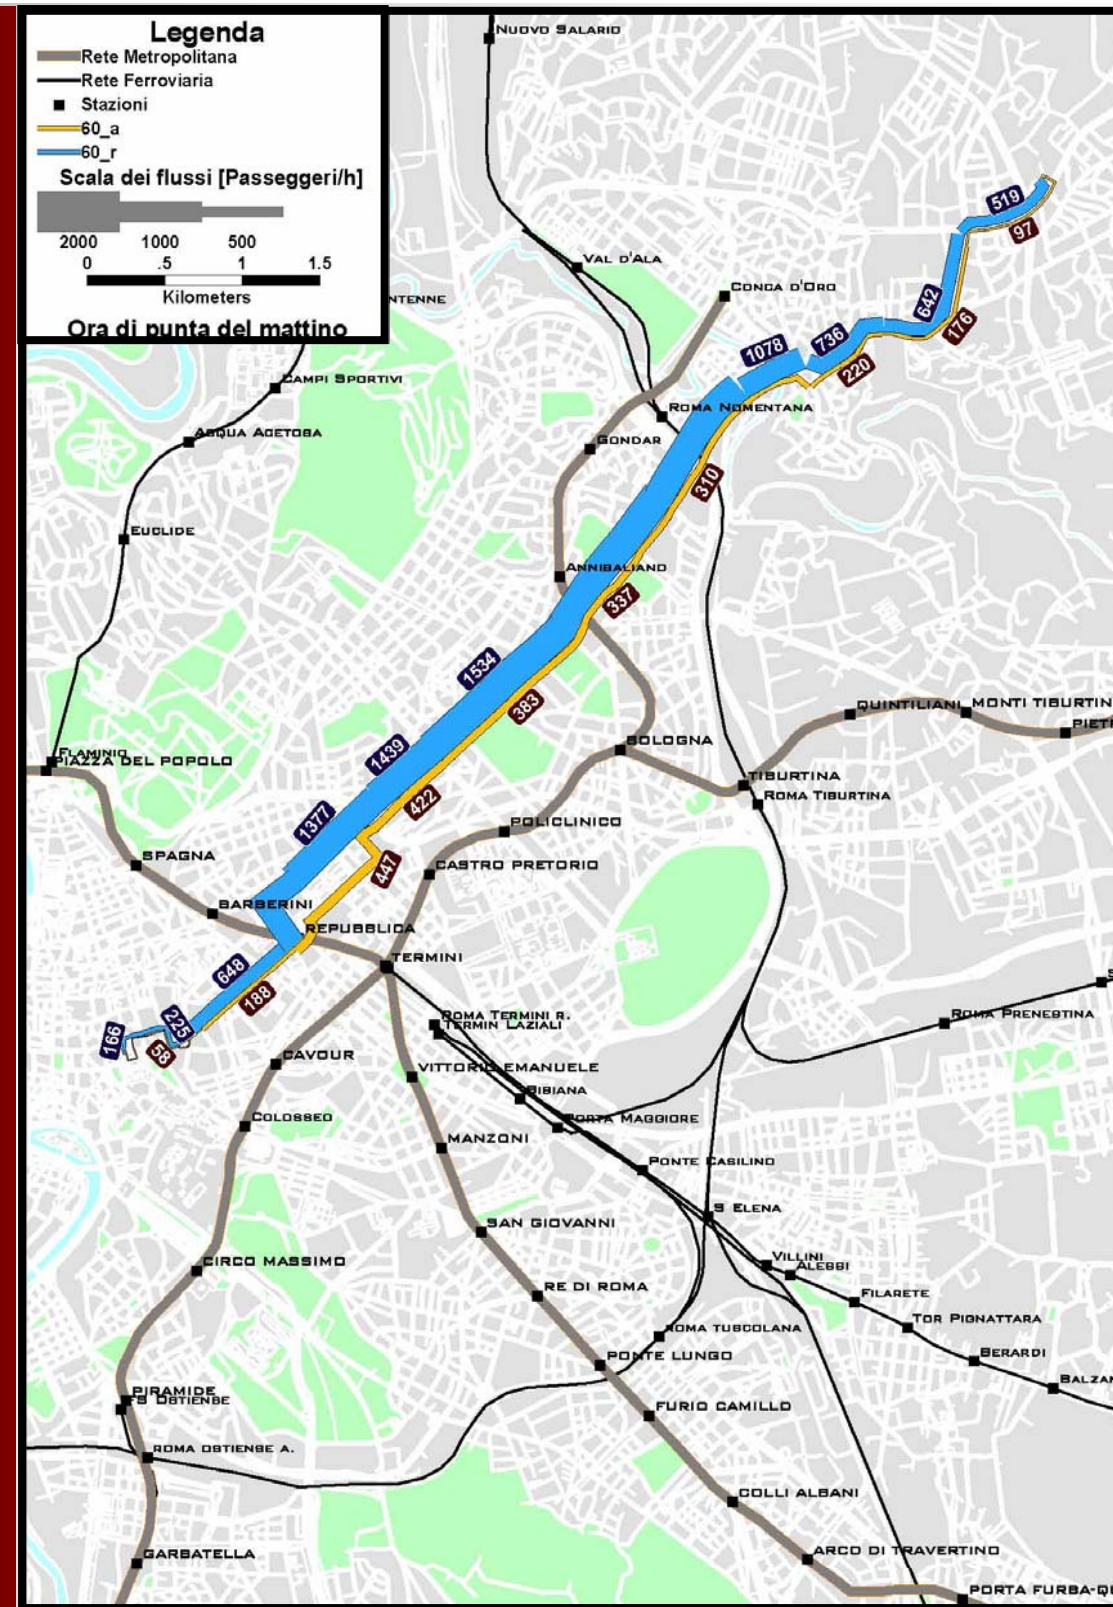 Legenda
Rete Metropolitana
Rete Ferroviaria
Stazioni
60_a
60_r
Scala dei flussi [Passeggeri/h]
2000 1000 500
0 .5 1 1.5
Kilometers
Ora di punta del mattino
NUOVO SALARIO
VAL D'ALA
CONCA D'ORO
NTENNE
519
97
642
176
736
220
1078
CAMPI SPORTIVI
ROMA NOMENTANA
ACQUA ACETOSA
GONDAR
310
EUCLIDE
ANNIBALIANO
337
1534
383
QUINTILIANI
MONTI TIBURTIN
PIET
BOLOGNA
1439
FLAMINIO
PIAZZA DEL POPOLO
TIBURTINA
ROMA TIBURTINA
422
1377
POLICLINICO
447
SPAGNA
CASTRO PRETORIO
BARBERINI
REPUBBLICA
TERMINI
648
188
S
225
166
58
ROMA TERMINI R.
TERMIN LAZIALI
ROMA PRENESTINA
CAVOUR
VITTORIO EMANUELE
BIBIANA
COLOSSEO
PORTA MAGGIORE
MANZONI
PONTE CASILINO
S ELENA
SAN GIOVANNI
VILLINI
ALESSI
CIRCO MASSIMO
RE DI ROMA
FILARETE
TOR PIGNATTARA
ROMA TUSCOLANA
BERARDI
PONTE LUNGO
BALZAN
PIRAMIDE
FS OSTIENSE
FURIO CAMILLO
ROMA OSTIENSE A.
COLLI ALBANI
GARBATELLA
ARCO DI TRAVERTINO
PORTA FURBA-QU